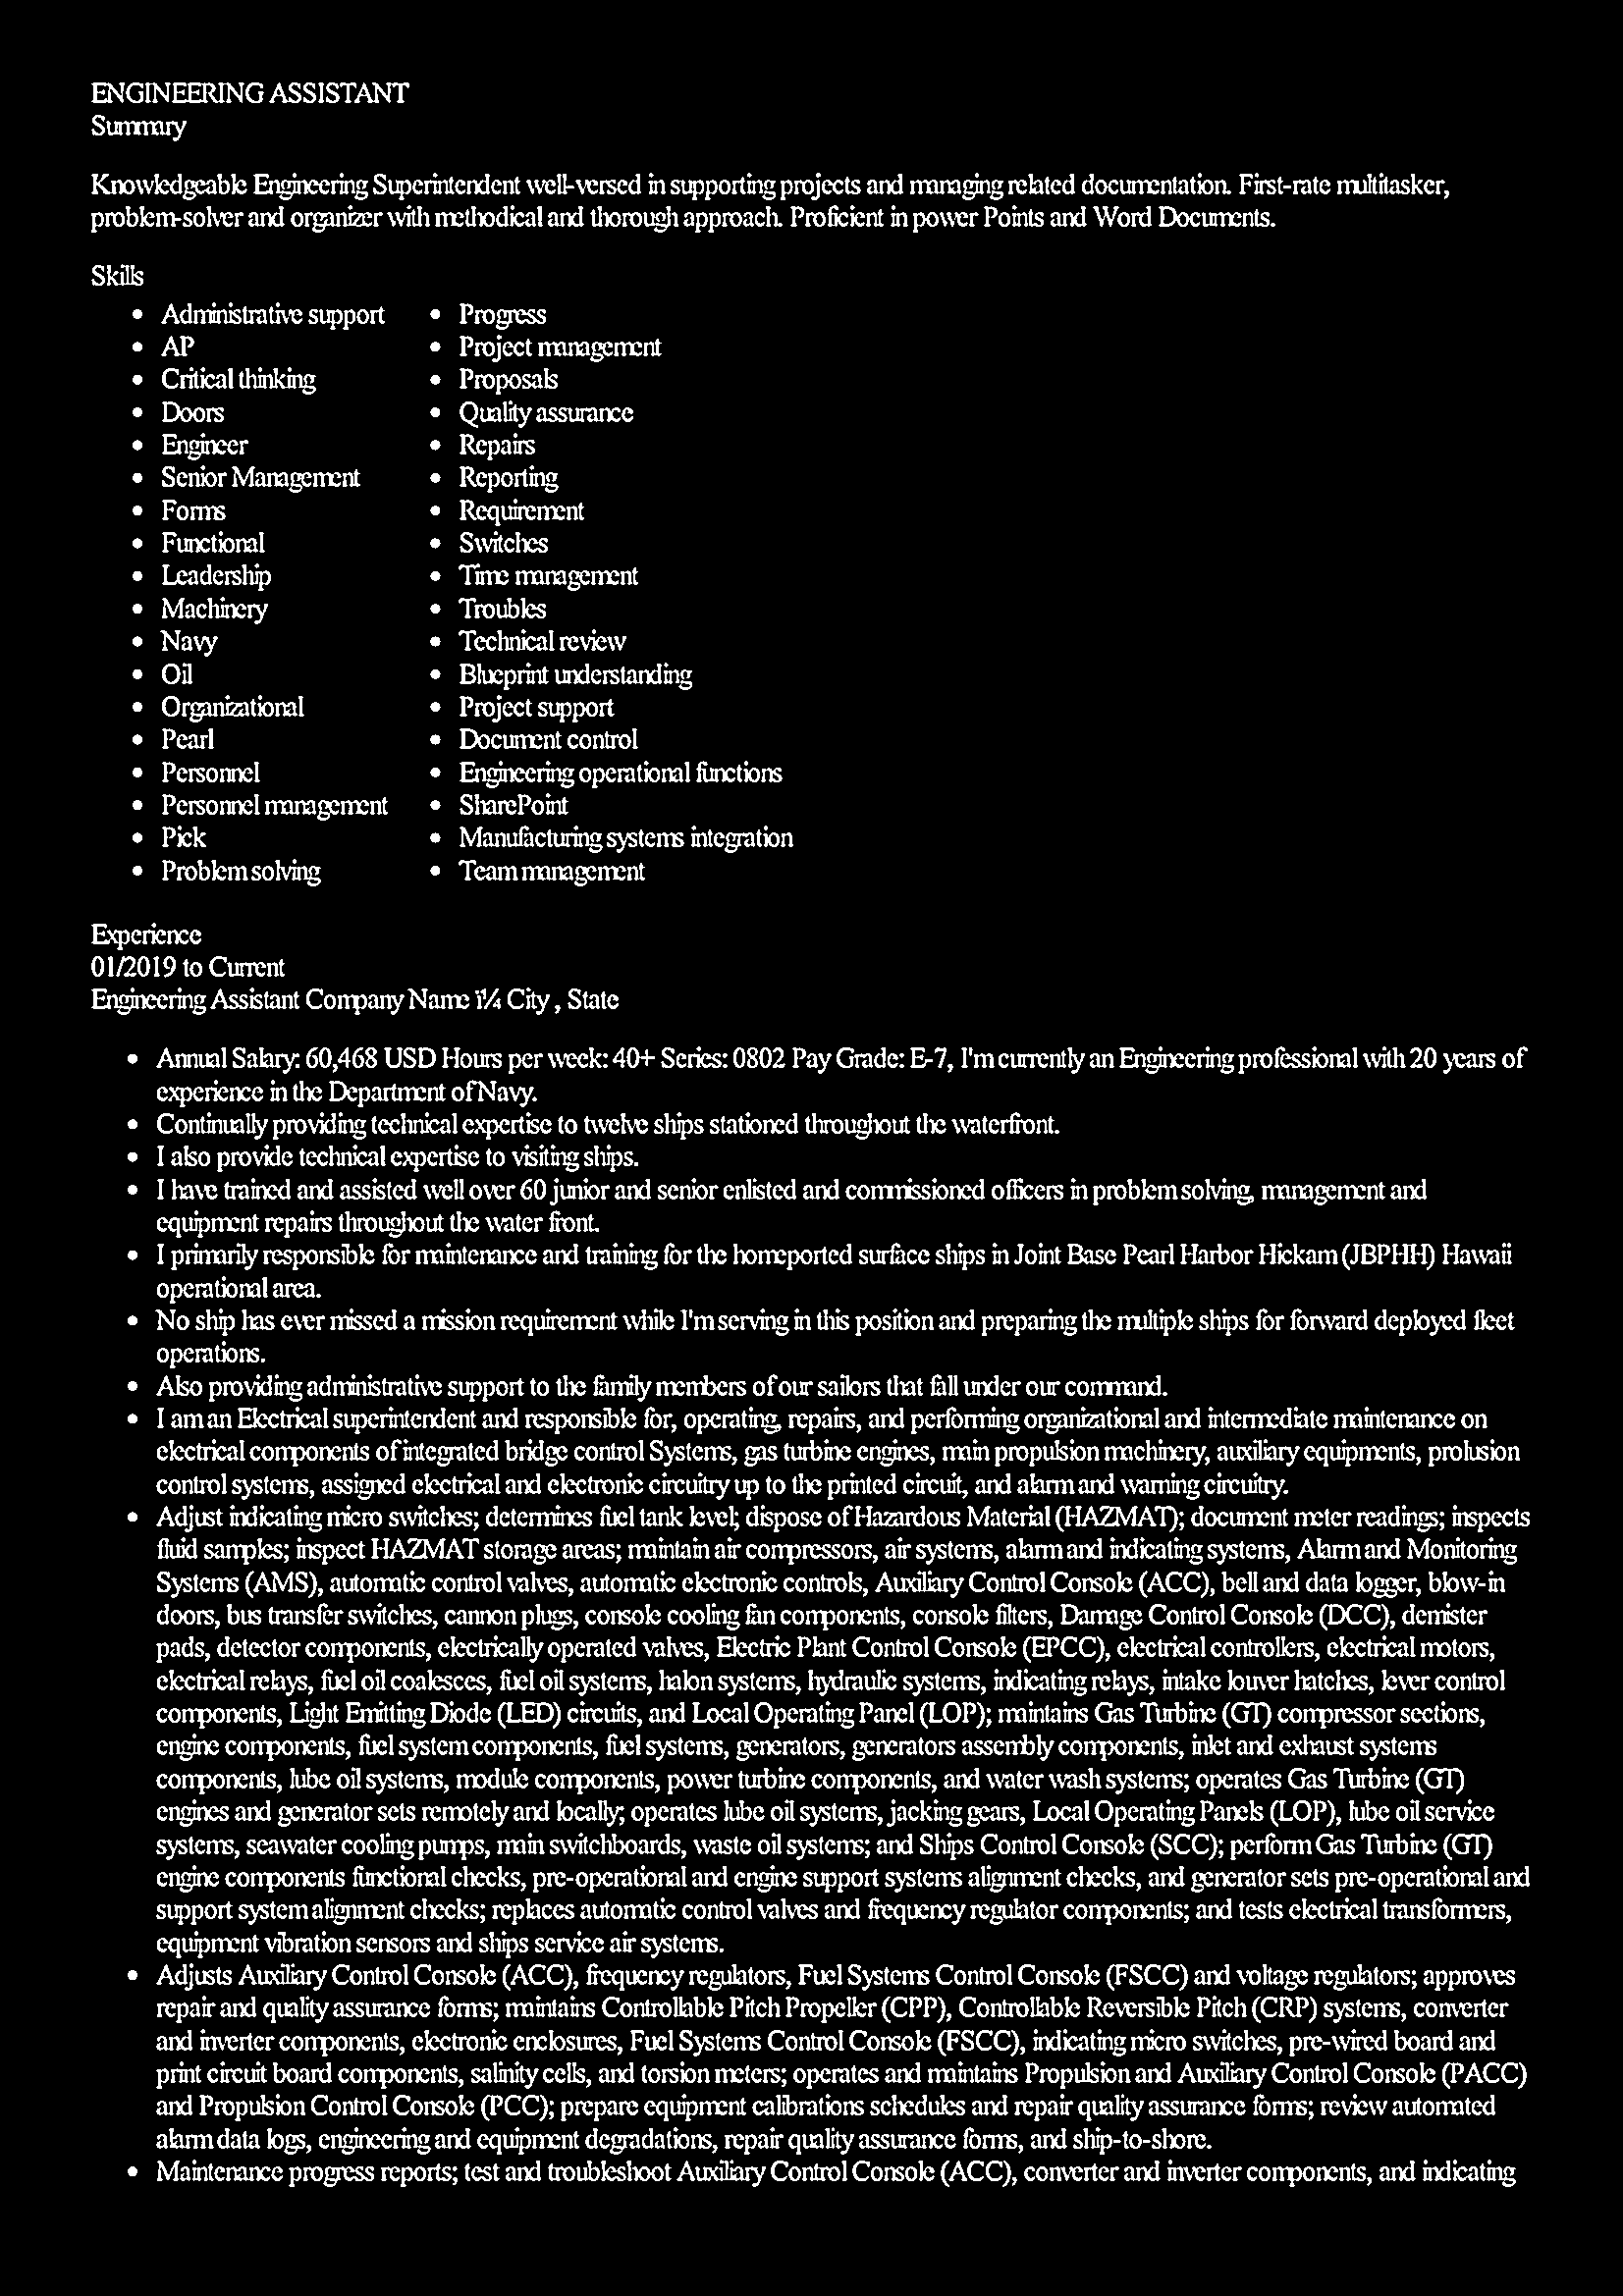 ENGINEERING ASSISTANT
Summary
Knowledgeable Engineering Superintendent well-versed in supporting projects and managing related documentation. First-rate multitasker,
problem-solver and organizer with methodical and thorough approach. Proficient in power Points and Word Documents.
Skills
• Administrative support
• AP
• Critical thinking
• Doors
• Engineer
• Senior Management
• Forms
• Functional
• Leadership
• Machinery
• Navy
• Oil
• Organizational
• Pearl
• Personnel
• Personnel management
• Pick
• Problem solving
• Progress
• Project management
• Proposals
• Quality assurance
• Repairs
• Reporting
• Requirement
• Switches
• Time management
• Troubles
• Technical review
• Blueprint understanding
• Project support
• Document control
• Engineering operational functions
• SharePoint
• Manufacturing systems integration
• Team management
Experience
01/2019 to Current
Engineering Assistant Company Name ï¼ City , State
• Annual Salary: 60,468 USD Hours per week: 40+ Series: 0802 Pay Grade: E-7, I'm currently an Engineering professional with 20 years of
experience in the Department of Navy.
• Continually providing technical expertise to twelve ships stationed throughout the waterfront.
• I also provide technical expertise to visiting ships.
• I have trained and assisted well over 60 junior and senior enlisted and commissioned officers in problem solving, management and
equipment repairs throughout the water front.
• I primarily responsible for maintenance and training for the homeported surface ships in Joint Base Pearl Harbor Hickam (JBPHH) Hawaii
operational area.
• No ship has ever missed a mission requirement while I'm serving in this position and preparing the multiple ships for forward deployed fleet
operations.
• Also providing administrative support to the family members of our sailors that fall under our command.
• I am an Electrical superintendent and responsible for, operating, repairs, and performing organizational and intermediate maintenance on
electrical components of integrated bridge control Systems, gas turbine engines, main propulsion machinery, auxiliary equipments, prolusion
control systems, assigned electrical and electronic circuitry up to the printed circuit, and alarm and warning circuitry.
• Adjust indicating micro switches; determines fuel tank level; dispose of Hazardous Material (HAZMAT); document meter readings; inspects
fluid samples; inspect HAZMAT storage areas; maintain air compressors, air systems, alarm and indicating systems, Alarm and Monitoring
Systems (AMS), automatic control valves, automatic electronic controls, Auxiliary Control Console (ACC), bell and data logger, blow-in
doors, bus transfer switches, cannon plugs, console cooling fan components, console filters, Damage Control Console (DCC), demister
pads, detector components, electrically operated valves, Electric Plant Control Console (EPCC), electrical controllers, electrical motors,
electrical relays, fuel oil coalesces, fuel oil systems, halon systems, hydraulic systems, indicating relays, intake louver hatches, lever control
components, Light Emitting Diode (LED) circuits, and Local Operating Panel (LOP); maintains Gas Turbine (GT) compressor sections,
engine components, fuel system components, fuel systems, generators, generators assembly components, inlet and exhaust systems
components, lube oil systems, module components, power turbine components, and water wash systems; operates Gas Turbine (GT)
engines and generator sets remotely and locally; operates lube oil systems, jacking gears, Local Operating Panels (LOP), lube oil service
systems, seawater cooling pumps, main switchboards, waste oil systems; and Ships Control Console (SCC); perform Gas Turbine (GT)
engine components functional checks, pre-operational and engine support systems alignment checks, and generator sets pre-operational and
support system alignment checks; replaces automatic control valves and frequency regulator components; and tests electrical transformers,
equipment vibration sensors and ships service air systems.
• Adjusts Auxiliary Control Console (ACC), frequency regulators, Fuel Systems Control Console (FSCC) and voltage regulators; approves
repair and quality assurance forms; maintains Controllable Pitch Propeller (CPP), Controllable Reversible Pitch (CRP) systems, converter
and inverter components, electronic enclosures, Fuel Systems Control Console (FSCC), indicating micro switches, pre-wired board and
print circuit board components, salinity cells, and torsion meters; operates and maintains Propulsion and Auxiliary Control Console (PACC)
and Propulsion Control Console (PCC); prepare equipment calibrations schedules and repair quality assurance forms; review automated
alarm data logs, engineering and equipment degradations, repair quality assurance forms, and ship-to-shore.
• Maintenance progress reports; test and troubleshoot Auxiliary Control Console (ACC), converter and inverter components, and indicating